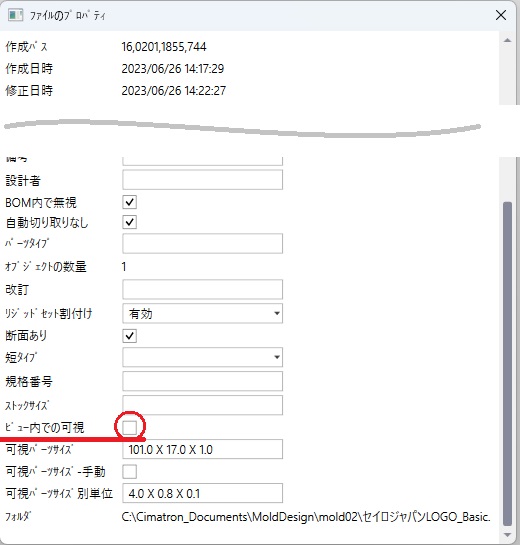 ﾌｧｲﾙのﾌﾟﾛﾊﾟﾃｨ
作成ﾊﾟｽ 16,0201,1855,744
作成日時 2023/06/26 14:17:29
修正日時 2023/06/26 14:22:27
備考
設計者
BOM内で無視
自動切り取りなし
ﾊﾟｰﾂﾀｲﾌﾟ
ｵﾌﾞｼﾞｪｸﾄの数量 1
改訂
ﾘｼﾞｯﾄﾞｾｯﾄ割付け 有効
断面あり
短ﾀｲﾌﾟ
規格番号
ｽﾄｯｸｻｲｽﾞ
ﾋﾞｭｰ内での可視
可視ﾊﾟｰﾂｻｲｽﾞ 101.0 X 17.0 X 1.0
可視ﾊﾟｰﾂｻｲｽﾞ-手動
可視ﾊﾟｰﾂｻｲｽﾞ別単位 4.0 X 0.8 X 0.1
ﾌｫﾙﾀﾞ C:\Cimatron_Documents\MoldDesign\mold02\セイロジャパンLOGO_Basic.